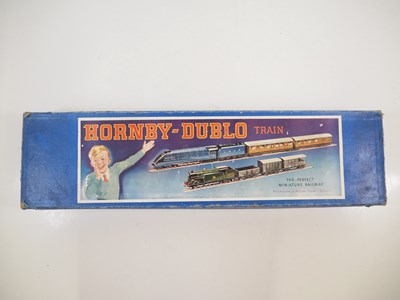 HORNBY-DUBLO TRAIN
THE PERFECT
MINIATURE RAILWAY